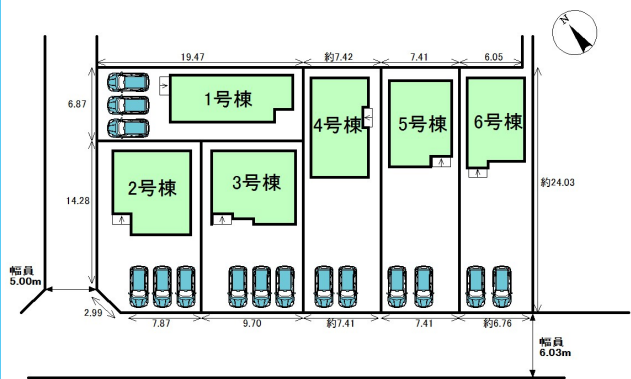 N
19.47
約7.42
7.41
6.05
6.87
1号棟
4号棟
5号棟
6号棟
14.28
2号棟
3号棟
約24.03
幅員
5.00m
2.99
7.87
9.70
約7.41
7.41
約6.76
幅員
6.03m